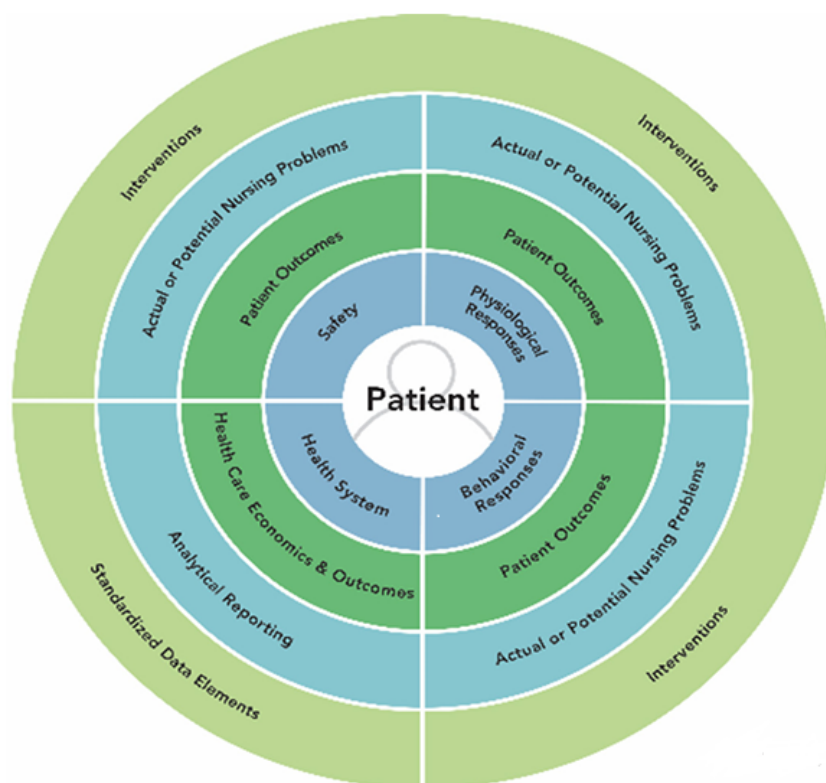 Interventions
Interventions
Actual or Potential Nursing Problems
Actual or Potential Nursing Problems
Patient Outcomes
Patient Outcomes
Safety
Physiological
Responses
Patient
Health System
Behavioral
Responses
Health Care Economics & Outcomes
Patient Outcomes
Analytical Reporting
Actual or Potential Nursing Problems
Standardized Data Elements
Interventions